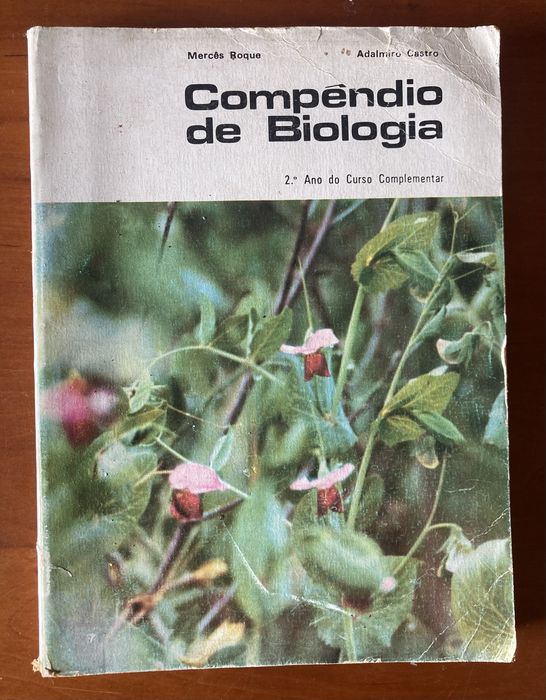 Mercês Roque Adalmiro Castro
Compêndio
de Biologia
2.º Ano do Curso Complementar